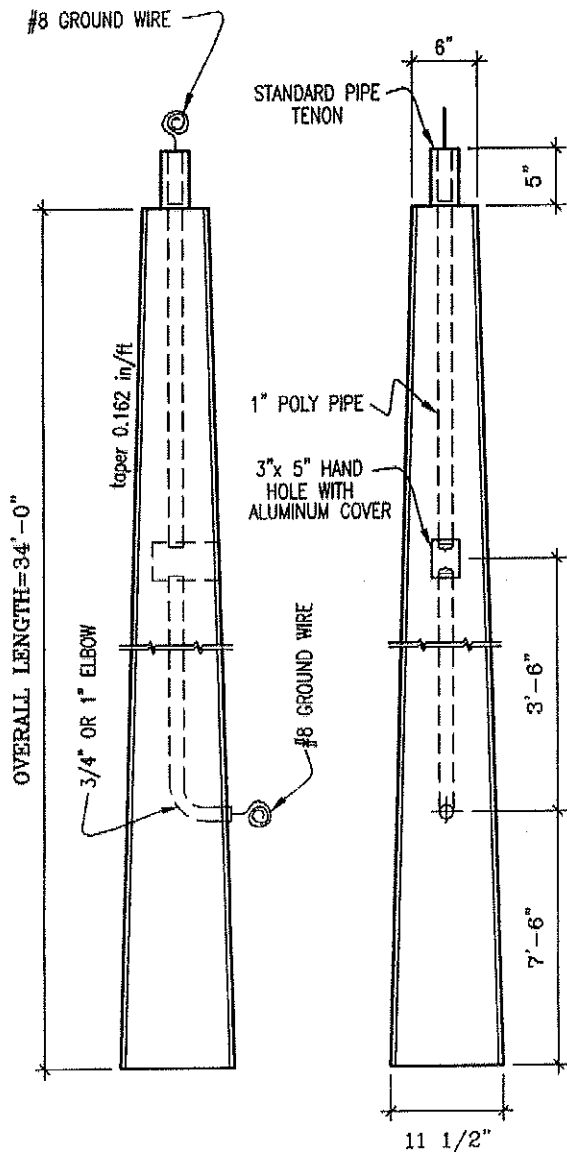 #8 GROUND WIRE
6"
STANDARD PIPE
TENON
5"
taper 0.162 in/ft
1" POLY PIPE
3"x 5" HAND
HOLE WITH
ALUMINUM COVER
OVERALL LENGTH=34'-0"
3/4" OR 1" ELBOW
#8 GROUND WIRE
3'-6"
7'-6"
11 1/2"